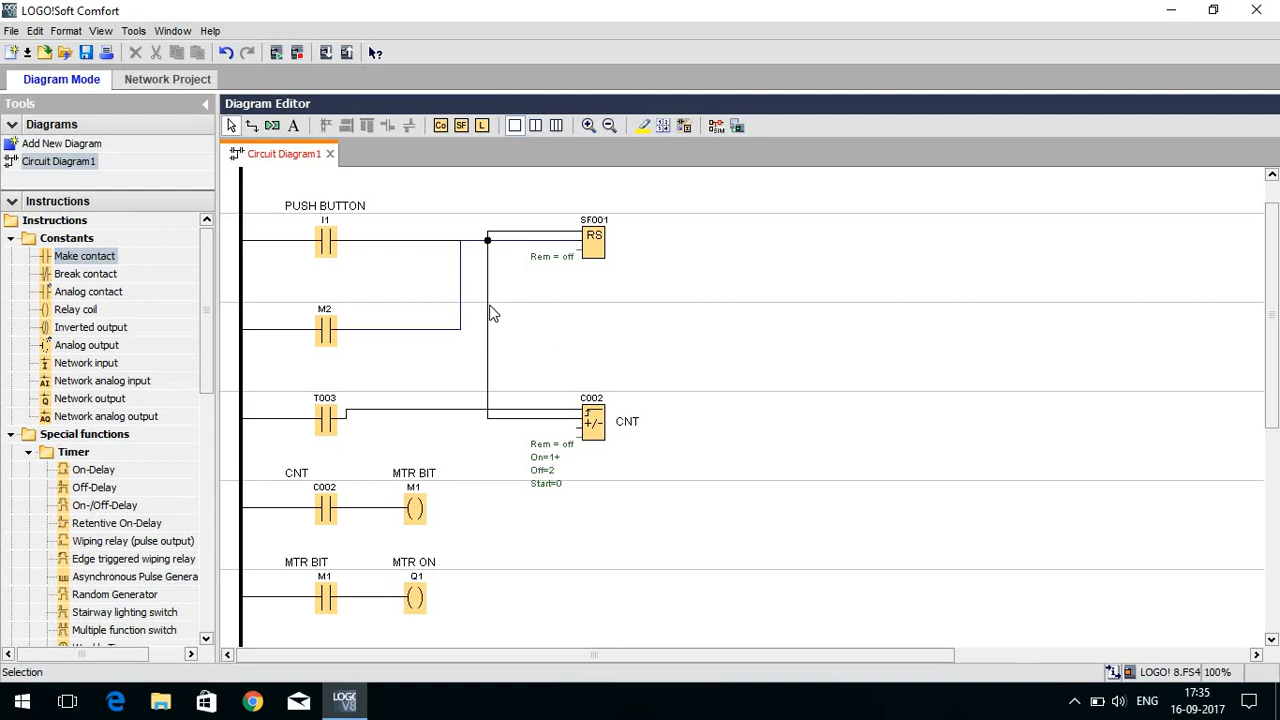 LOGO!Soft Comfort
File Edit Format View Tools Window Help
Diagram Mode Network Project
Tools
Diagrams
Add New Diagram
Circuit Diagram1
Instructions
Instructions
Constants
Make contact
Break contact
Analog contact
Relay coil
Inverted output
Analog output
Network input
Network analog input
Network output
Network analog output
Special functions
Timer
On-Delay
Off-Delay
On-/Off-Delay
Retentive On-Delay
Wiping relay (pulse output)
Edge triggered wiping relay
Asynchronous Pulse Genera
Random Generator
Stairway lighting switch
Multiple function switch
Diagram Editor
A Co SF L SIM
Circuit Diagram1
PUSH BUTTON
I1 SF001
RS
Rem = off
M2
T003 C002
+/- CNT
Rem = off
On=1+
Off=2
Start=0
CNT MTR BIT
C002 M1
MTR BIT MTR ON
M1 Q1
Selection LOGO! 8.FS4 100%
ENG 17:35
16-09-2017